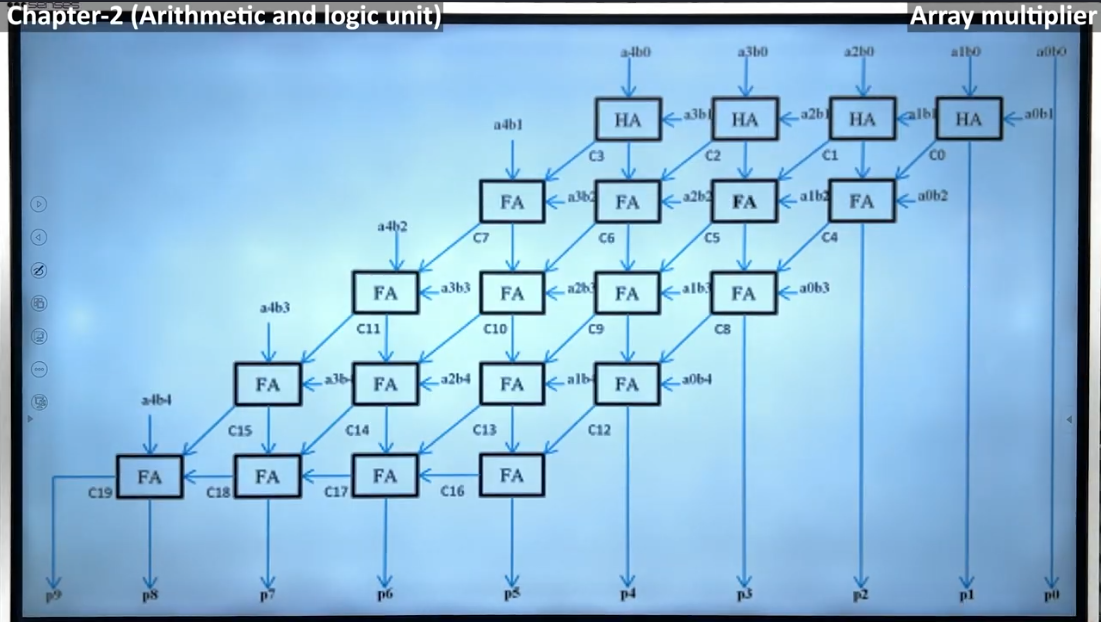 Chapter-2 (Arithmetic and logic unit) Array multiplier
a4b0 a3b0 a2b0 a1b0 a0b0
HA a3b1 HA a2b1 HA a1b1 HA a0b1
a4b1
C3 C2 C1 C0
FA a3b2 FA a2b2 FA a1b2 FA a0b2
a4b2
C7 C6 C5 C4
FA a3b3 FA a2b3 FA a1b3 FA a0b3
a4b3
C11 C10 C9 C8
FA a3b FA a2b4 FA a1b FA a0b4
a4b4
C15 C14 C13 C12
FA FA FA FA
C19 C18 C17 C16
p9 p8 p7 p6 p5 p4 p3 p2 p1 p0